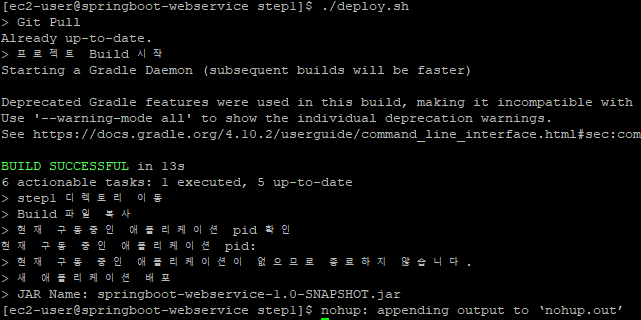 [ec2-user@springboot-webservice step1]$ ./deploy.sh
> Git Pull
Already up-to-date.
> 프로젝트 Build 시작
Starting a Gradle Daemon (subsequent builds will be faster)
Deprecated Gradle features were used in this build, making it incompatible with
Use '--warning-mode all' to show the individual deprecation warnings.
See https://docs.gradle.org/4.10.2/userguide/command_line_interface.html#sec:com
BUILD SUCCESSFUL in 13s
6 actionable tasks: 1 executed, 5 up-to-date
> step1 디렉토리 이동
> Build 파일 복사
> 현재 구동중인 애플리케이션 pid 확인
현재 구동 중인 애플리케이션 pid:
> 현재 구동 중인 애플리케이션이 없으므로 종료하지 않습니다.
> 새 애플리케이션 배포
> JAR Name: springboot-webservice-1.0-SNAPSHOT.jar
[ec2-user@springboot-webservice step1]$ nohup: appending output to ‘nohup.out’